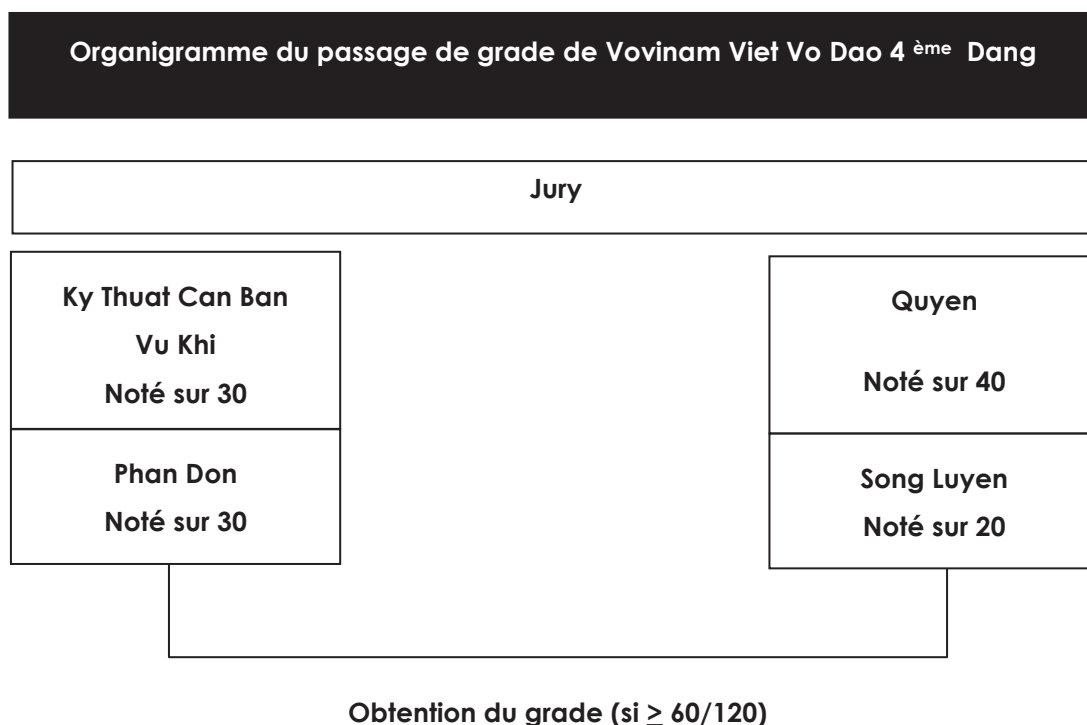 Organigramme du passage de grade de Vovinam Viet Vo Dao 4 ème Dang
Jury
Ky Thuat Can Ban
Vu Khi
Noté sur 30
Phan Don
Noté sur 30
Quyen
Noté sur 40
Song Luyen
Noté sur 20
Obtention du grade (si ≥ 60/120)